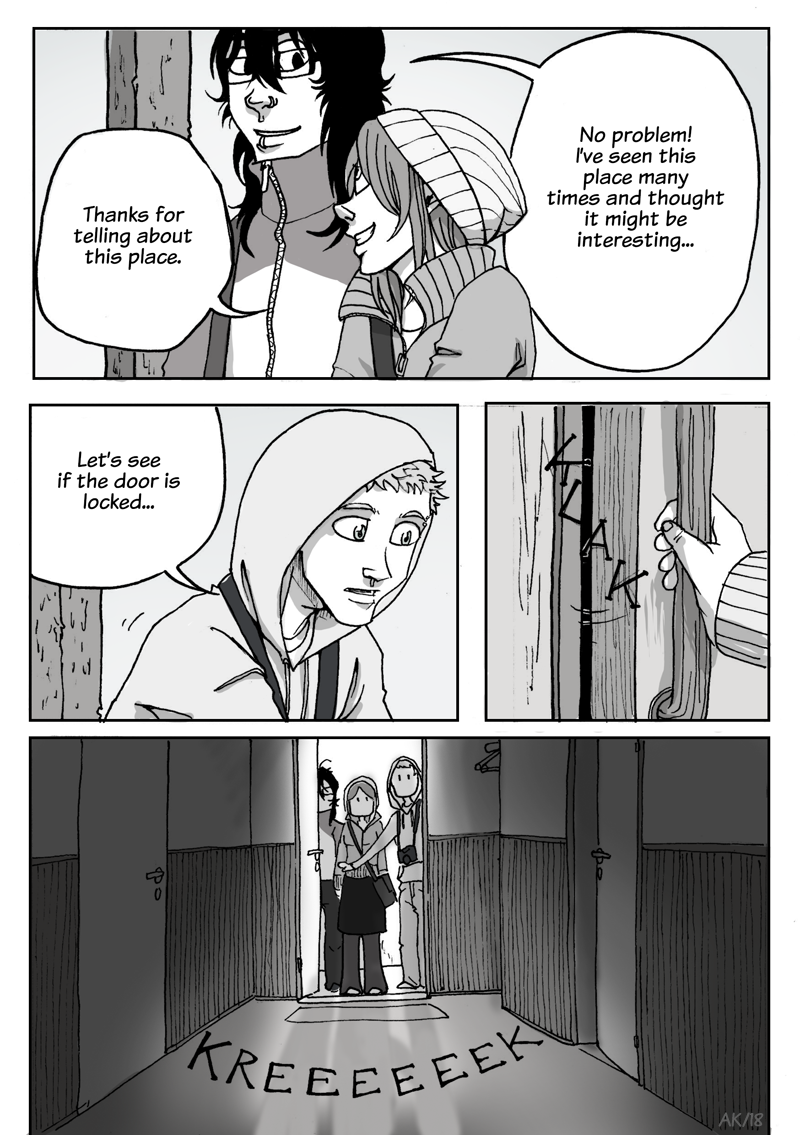 No problem!
I've seen this
place many
times and thought
it might be
interesting...
Thanks for
telling about
this place.
Let's see
if the door is
locked...
KLAK
KREEEEEEEK
AK/18